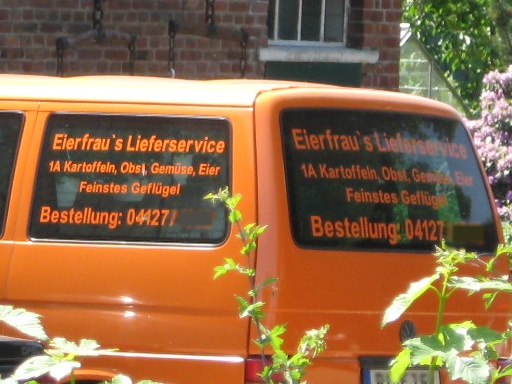 Eierfrau`s Lieferservice
1A Kartoffeln, Obst, Gemüse, Eier
Feinstes Geflügel
Bestellung: 04127/
Eierfrau`s Lieferservice
1A Kartoffeln, Obst, Gemüse, Eier
Feinstes Geflügel
Bestellung: 04127